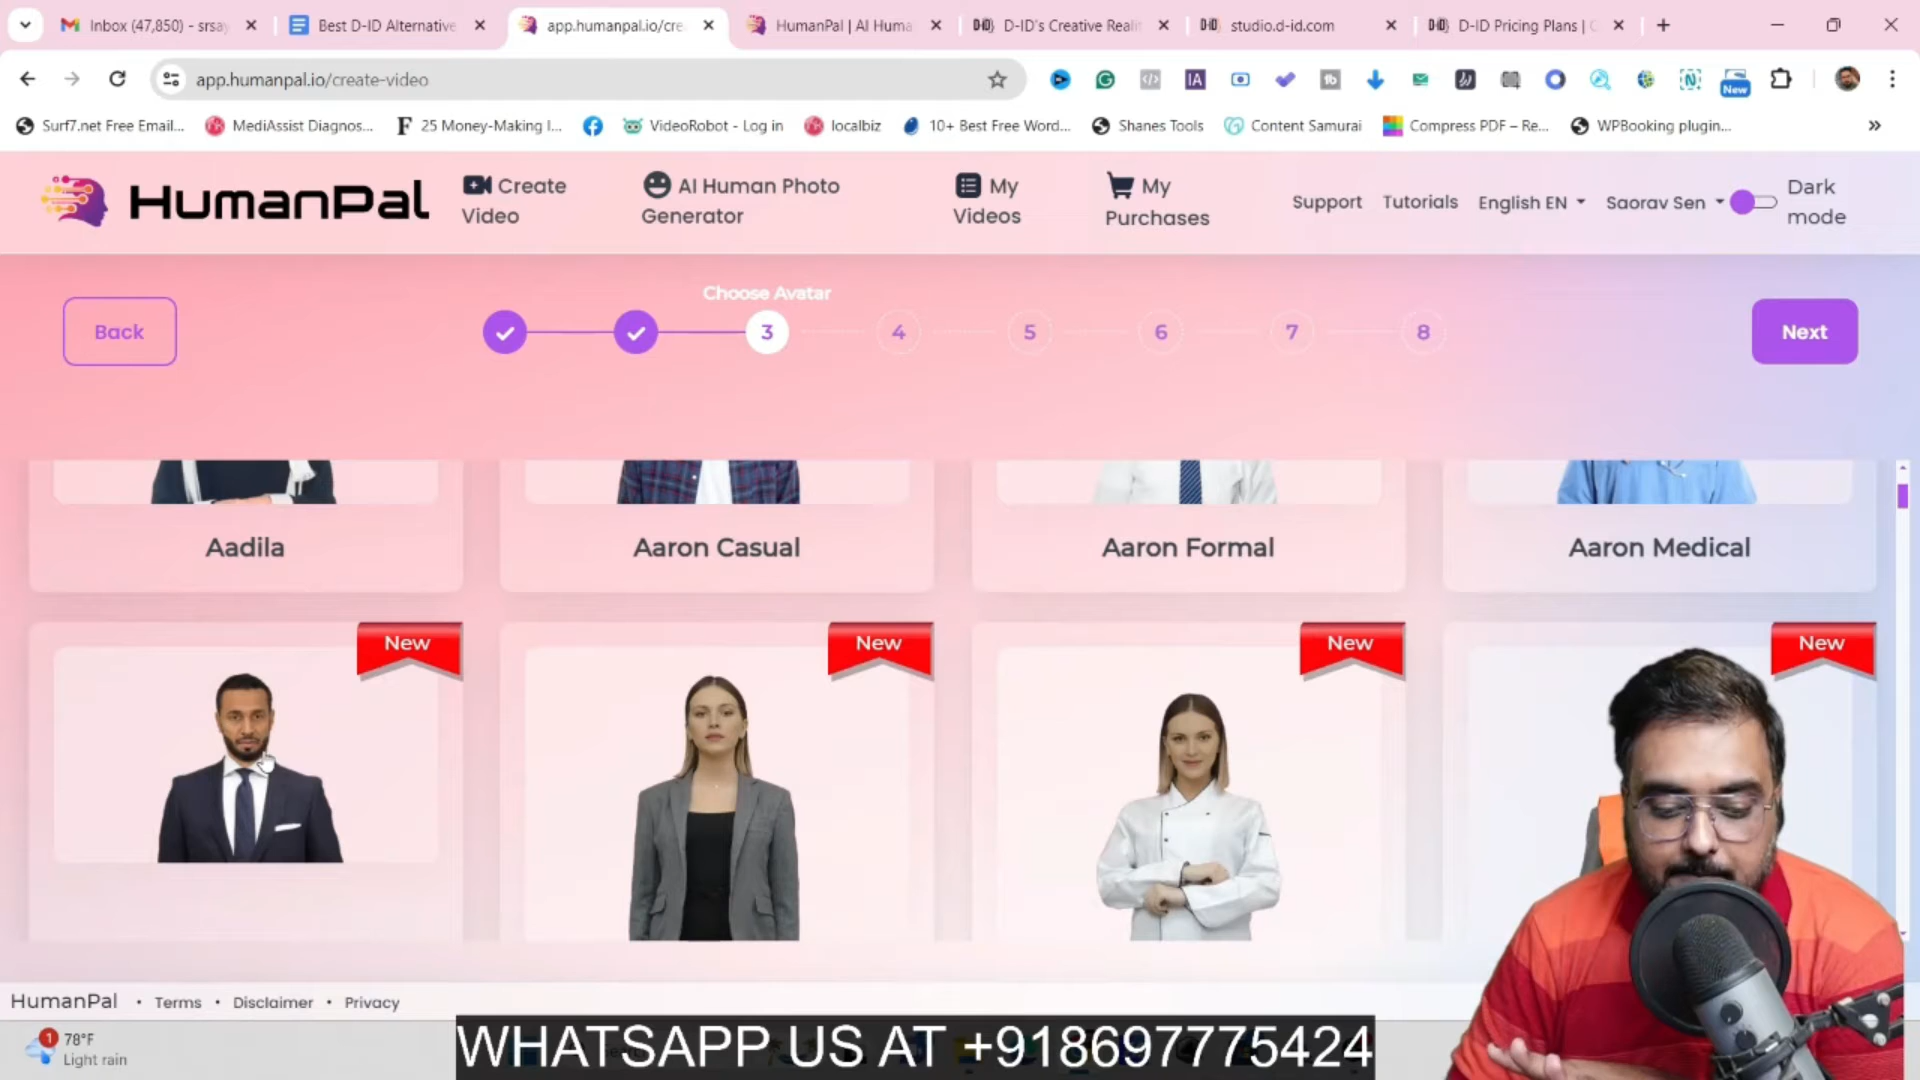 Inbox (47,850) - srsay
Best D-ID Alternative
app.humanpal.io/cre
HumanPal | AI Huma
D-ID's Creative Realit
studio.d-id.com
D-ID Pricing Plans |
app.humanpal.io/create-video
New
Surf7.net Free Email...
MediAssist Diagnos...
25 Money-Making I...
VideoRobot - Log in
localbiz
10+ Best Free Word...
Shanes Tools
Content Samurai
Compress PDF – Re...
WPBooking plugin...
HumanPal
Create
Video
AI Human Photo
Generator
My
Videos
My
Purchases
Support
Tutorials
English EN
Saorav Sen
Dark
mode
Back
Choose Avatar
3
4
5
6
7
8
Next
Aadila
Aaron Casual
Aaron Formal
Aaron Medical
New
New
New
New
HumanPal • Terms • Disclaimer • Privacy
1
78°F
Light rain
WHATSAPP US AT +918697775424